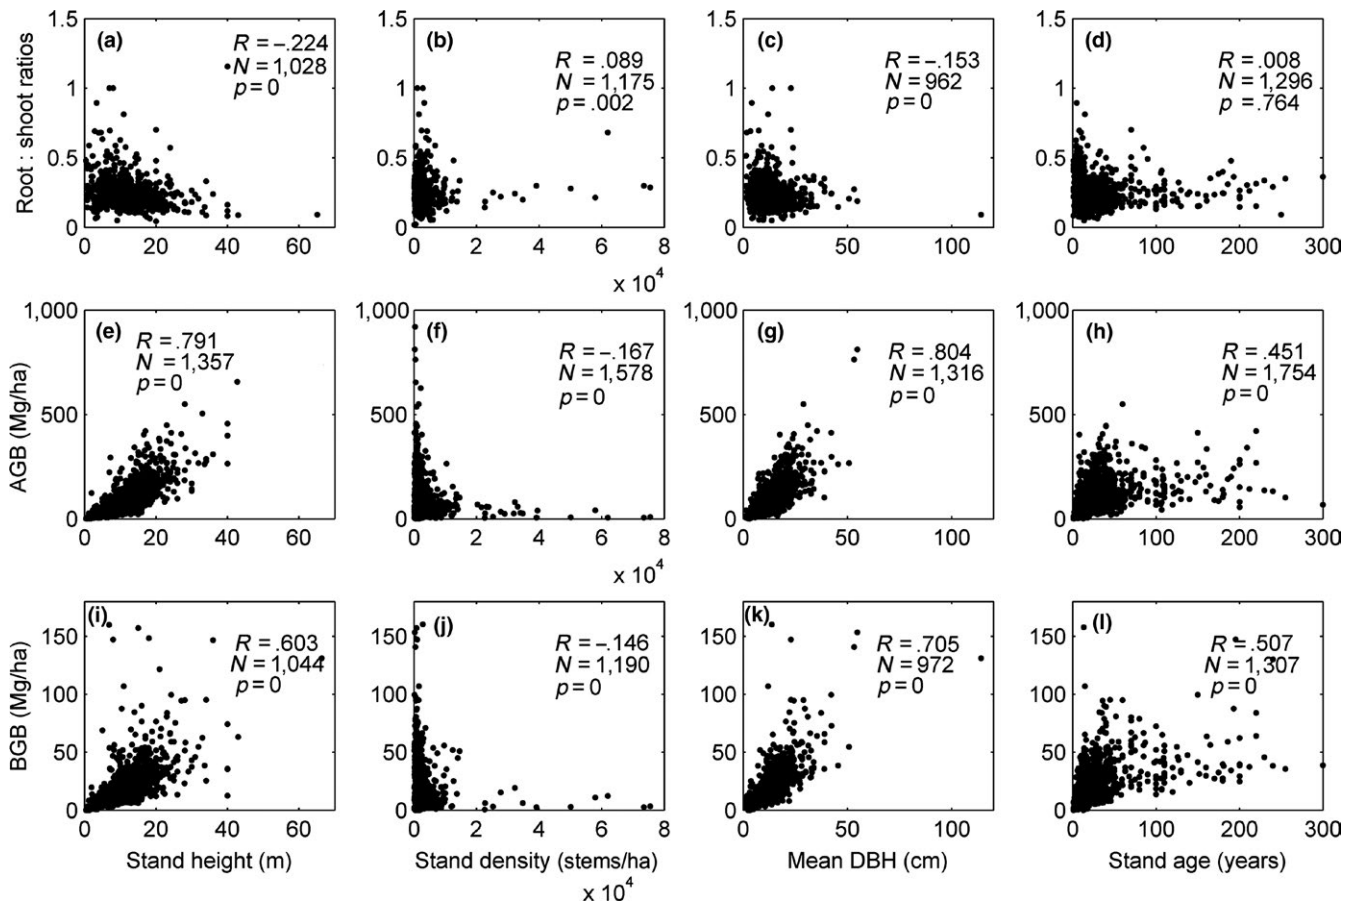 Root : shoot ratios
1.5
1
0.5
0
(a)
R = –.224
N = 1,028
p = 0
0 20 40 60
1.5
1
0.5
0
(b)
R = .089
N = 1,175
p = .002
0 2 4 6 8
x 10^4
1.5
1
0.5
0
(c)
R = –.153
N = 962
p = 0
0 50 100
1.5
1
0.5
0
(d)
R = .008
N = 1,296
p = .764
0 100 200 300
AGB (Mg/ha)
1,000
500
0
(e)
R = .791
N = 1,357
p = 0
0 20 40 60
1,000
500
0
(f)
R = –.167
N = 1,578
p = 0
0 2 4 6 8
x 10^4
1,000
500
0
(g)
R = .804
N = 1,316
p = 0
0 50 100
1,000
500
0
(h)
R = .451
N = 1,754
p = 0
0 100 200 300
BGB (Mg/ha)
150
100
50
0
(i)
R = .603
N = 1,044
p = 0
0 20 40 60
Stand height (m)
150
100
50
0
(j)
R = –.146
N = 1,190
p = 0
0 2 4 6 8
Stand density (stems/ha)
x 10^4
150
100
50
0
(k)
R = .705
N = 972
p = 0
0 50 100
Mean DBH (cm)
150
100
50
0
(l)
R = .507
N = 1,307
p = 0
0 100 200 300
Stand age (years)